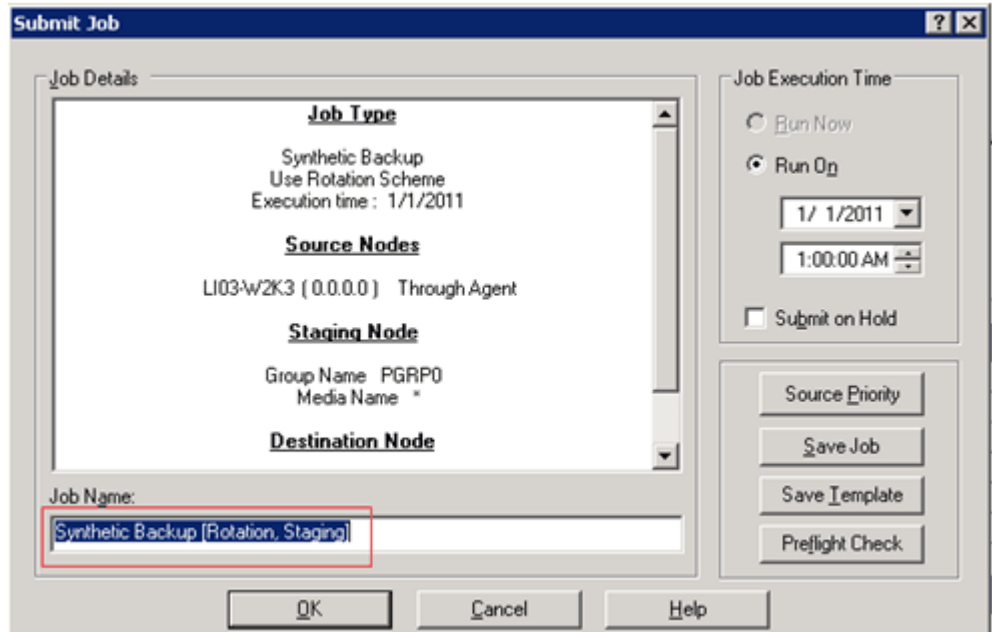 Submit Job
Job Details
Job Type
Synthetic Backup
Use Rotation Scheme
Execution time : 1/1/2011
Source Nodes
LI03-W2K3 ( 0.0.0.0 ) Through Agent
Staging Node
Group Name PGRP0
Media Name *
Destination Node
Job Name:
Synthetic Backup [Rotation, Staging]
Job Execution Time
Run Now
Run On
1/ 1/2011
1:00:00 AM
Submit on Hold
Source Priority
Save Job
Save Template
Preflight Check
OK
Cancel
Help